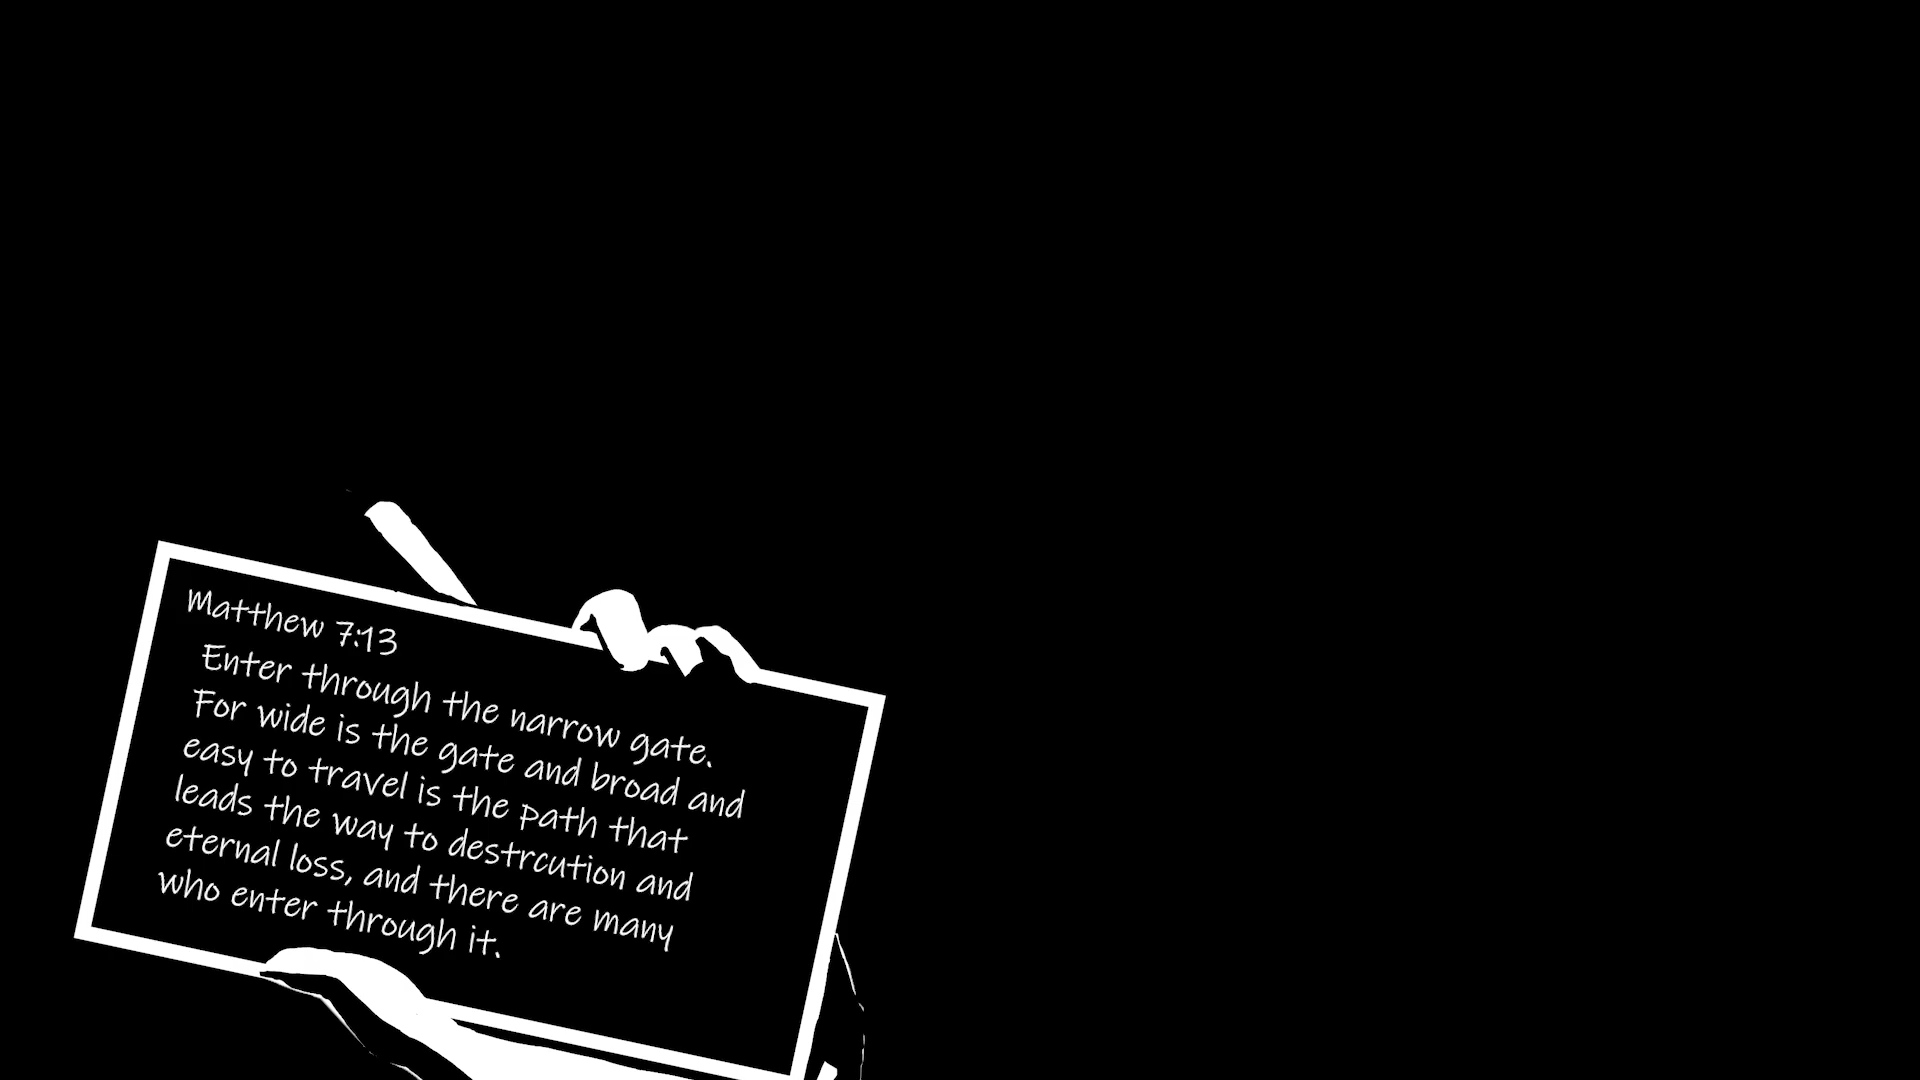 Matthew 7:13
Enter through the narrow gate.
For wide is the gate and broad and
easy to travel is the path that
leads the way to destrcution and
eternal loss, and there are many
who enter through it.